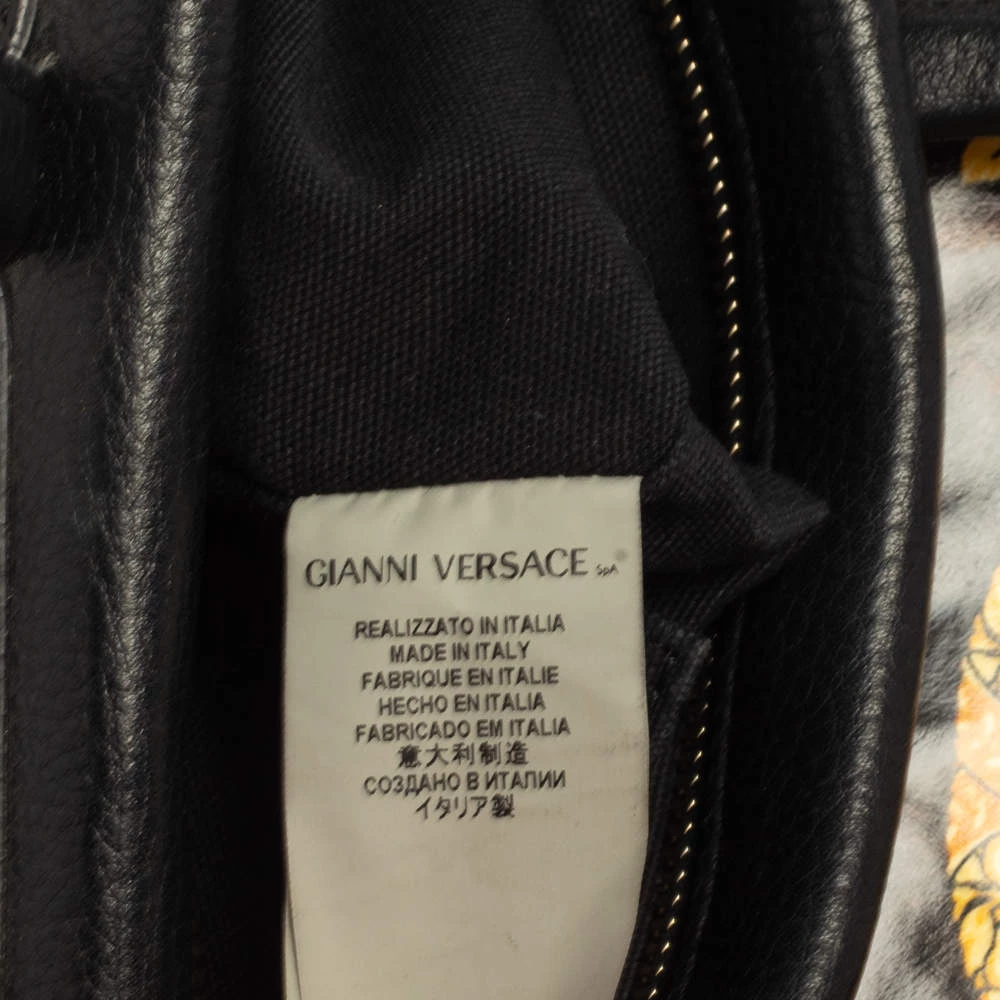 GIANNI VERSACE SpA ®
REALIZZATO IN ITALIA
MADE IN ITALY
FABRIQUE EN ITALIE
HECHO EN ITALIA
FABRICADO EM ITALIA
意大利制造
СОЗДАНО В ИТАЛИИ
イタリア製